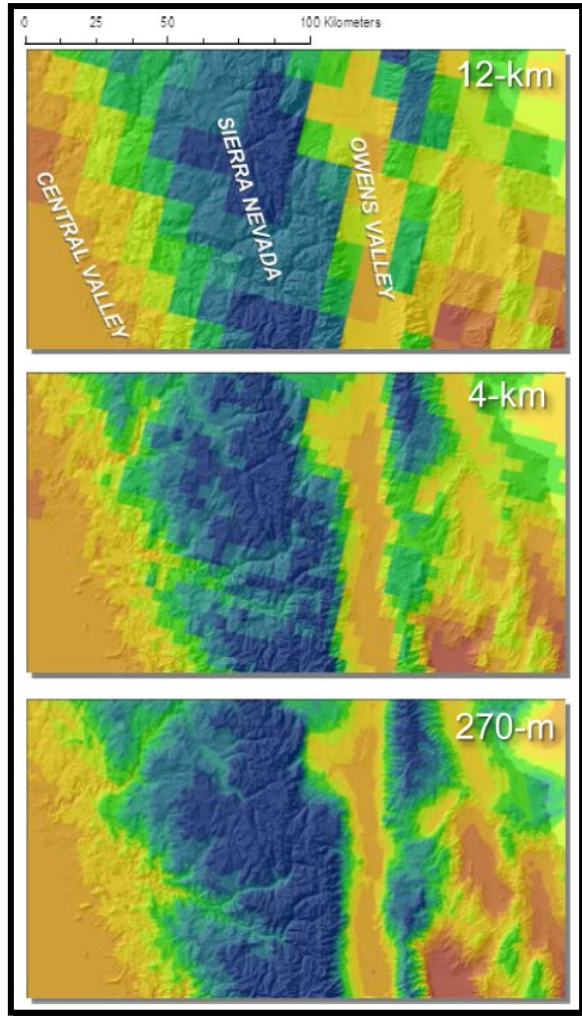 0 25 50 100 Kilometers
12-km
SIERRA NEVADA
OWENS VALLEY
CENTRAL VALLEY
4-km
270-m